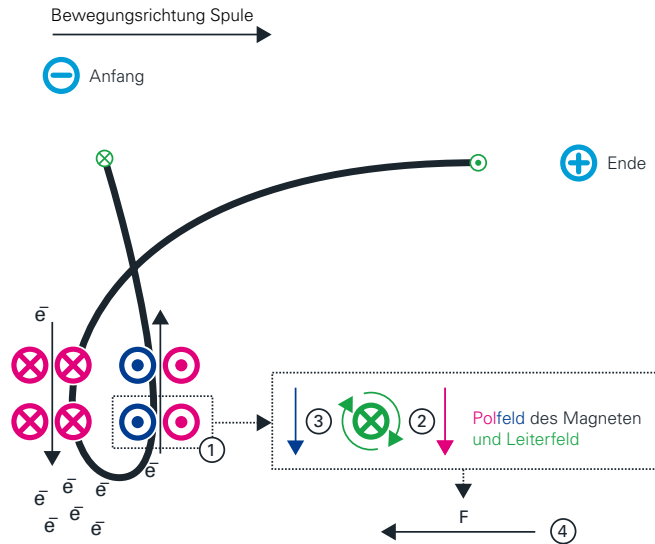 Bewegungsrichtung Spule
Anfang
Ende
e̅
e̅
e̅
e̅
e̅
e̅
e̅
e̅
1
3
2
Polfeld des Magneten
und Leiterfeld
F
4